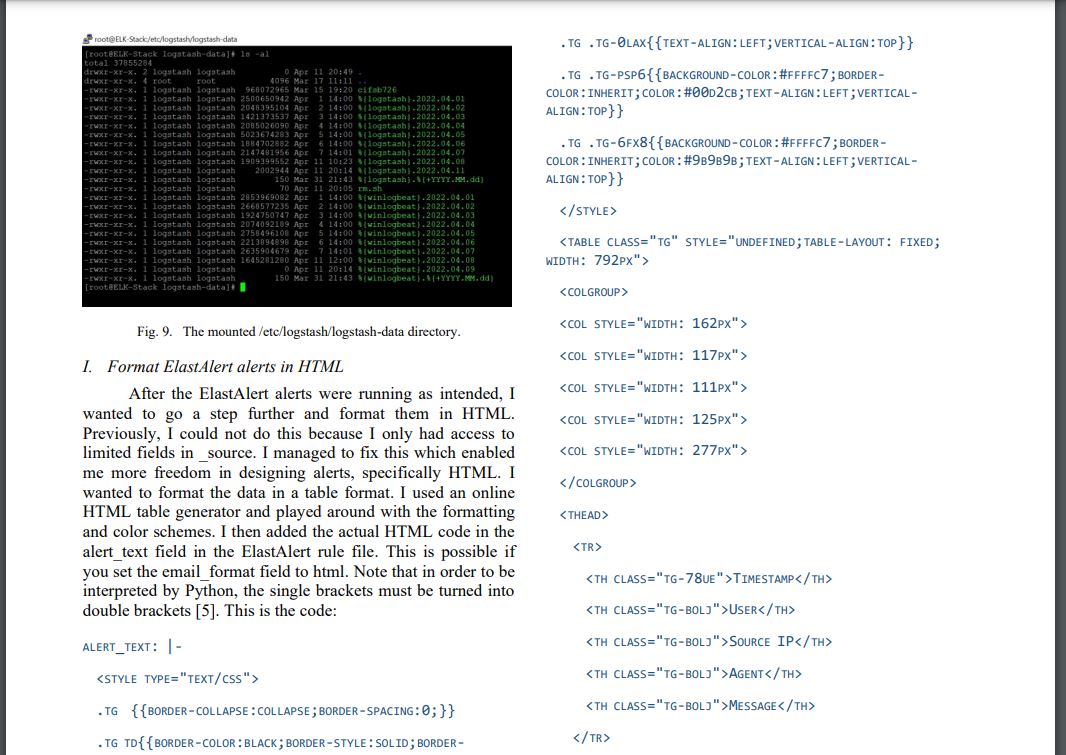 root@ELK-Stack:/etc/logstash/logstash-data
[root@ELK-Stack logstash-data]# ls -al
total 37855284
drwxr-xr-x. 2 logstash logstash 0 Apr 11 20:49 .
drwxr-xr-x. 4 root root 4096 Mar 17 11:11 ..
-rwxr-xr-x. 1 logstash logstash 968072965 Mar 15 19:20 cifsb726
-rwxr-xr-x. 1 logstash logstash 2500650942 Apr 1 14:00 %{logstash}.2022.04.01
-rwxr-xr-x. 1 logstash logstash 2048395104 Apr 2 14:00 %{logstash}.2022.04.02
-rwxr-xr-x. 1 logstash logstash 1421373537 Apr 3 14:00 %{logstash}.2022.04.03
-rwxr-xr-x. 1 logstash logstash 2085026090 Apr 4 14:00 %{logstash}.2022.04.04
-rwxr-xr-x. 1 logstash logstash 5023674283 Apr 5 14:00 %{logstash}.2022.04.05
-rwxr-xr-x. 1 logstash logstash 1884702882 Apr 6 14:00 %{logstash}.2022.04.06
-rwxr-xr-x. 1 logstash logstash 2147481956 Apr 7 14:01 %{logstash}.2022.04.07
-rwxr-xr-x. 1 logstash logstash 1909399552 Apr 11 10:23 %{logstash}.2022.04.08
-rwxr-xr-x. 1 logstash logstash 2002944 Apr 11 20:14 %{logstash}.2022.04.11
-rwxr-xr-x. 1 logstash logstash 150 Mar 31 21:43 %{logstash}.%{+YYYY.MM.dd}
-rwxr-xr-x. 1 logstash logstash 70 Apr 11 20:05 rm.sh
-rwxr-xr-x. 1 logstash logstash 2853969082 Apr 1 14:00 %{winlogbeat}.2022.04.01
-rwxr-xr-x. 1 logstash logstash 2668577235 Apr 2 14:00 %{winlogbeat}.2022.04.02
-rwxr-xr-x. 1 logstash logstash 1924750747 Apr 3 14:00 %{winlogbeat}.2022.04.03
-rwxr-xr-x. 1 logstash logstash 2074092189 Apr 4 14:00 %{winlogbeat}.2022.04.04
-rwxr-xr-x. 1 logstash logstash 2758496108 Apr 5 14:00 %{winlogbeat}.2022.04.05
-rwxr-xr-x. 1 logstash logstash 2213894898 Apr 6 14:00 %{winlogbeat}.2022.04.06
-rwxr-xr-x. 1 logstash logstash 2635904679 Apr 7 14:01 %{winlogbeat}.2022.04.07
-rwxr-xr-x. 1 logstash logstash 1645281280 Apr 11 12:00 %{winlogbeat}.2022.04.08
-rwxr-xr-x. 1 logstash logstash 0 Apr 11 20:14 %{winlogbeat}.2022.04.09
-rwxr-xr-x. 1 logstash logstash 150 Mar 31 21:43 %{winlogbeat}.%{+YYYY.MM.dd}
[root@ELK-Stack logstash-data]#
Fig. 9. The mounted /etc/logstash/logstash-data directory.
I. Format ElastAlert alerts in HTML
After the ElastAlert alerts were running as intended, I
wanted to go a step further and format them in HTML.
Previously, I could not do this because I only had access to
limited fields in _source. I managed to fix this which enabled
me more freedom in designing alerts, specifically HTML. I
wanted to format the data in a table format. I used an online
HTML table generator and played around with the formatting
and color schemes. I then added the actual HTML code in the
alert_text field in the ElastAlert rule file. This is possible if
you set the email_format field to html. Note that in order to be
interpreted by Python, the single brackets must be turned into
double brackets [5]. This is the code:
ALERT_TEXT: |-
<STYLE TYPE="TEXT/CSS">
.TG {{BORDER-COLLAPSE:COLLAPSE;BORDER-SPACING:0;}}
.TG TD{{BORDER-COLOR:BLACK;BORDER-STYLE:SOLID;BORDER-
.TG .TG-0LAX{{TEXT-ALIGN:LEFT;VERTICAL-ALIGN:TOP}}
.TG .TG-PSP6{{BACKGROUND-COLOR:#FFFFC7;BORDER-
COLOR:INHERIT;COLOR:#00D2CB;TEXT-ALIGN:LEFT;VERTICAL-
ALIGN:TOP}}
.TG .TG-6FX8{{BACKGROUND-COLOR:#FFFFC7;BORDER-
COLOR:INHERIT;COLOR:#9B9B9B;TEXT-ALIGN:LEFT;VERTICAL-
ALIGN:TOP}}
</STYLE>
<TABLE CLASS="TG" STYLE="UNDEFINED;TABLE-LAYOUT: FIXED;
WIDTH: 792PX">
<COLGROUP>
<COL STYLE="WIDTH: 162PX">
<COL STYLE="WIDTH: 117PX">
<COL STYLE="WIDTH: 111PX">
<COL STYLE="WIDTH: 125PX">
<COL STYLE="WIDTH: 277PX">
</COLGROUP>
<THEAD>
<TR>
<TH CLASS="TG-78UE">TIMESTAMP</TH>
<TH CLASS="TG-BOLJ">USER</TH>
<TH CLASS="TG-BOLJ">SOURCE IP</TH>
<TH CLASS="TG-BOLJ">AGENT</TH>
<TH CLASS="TG-BOLJ">MESSAGE</TH>
</TR>